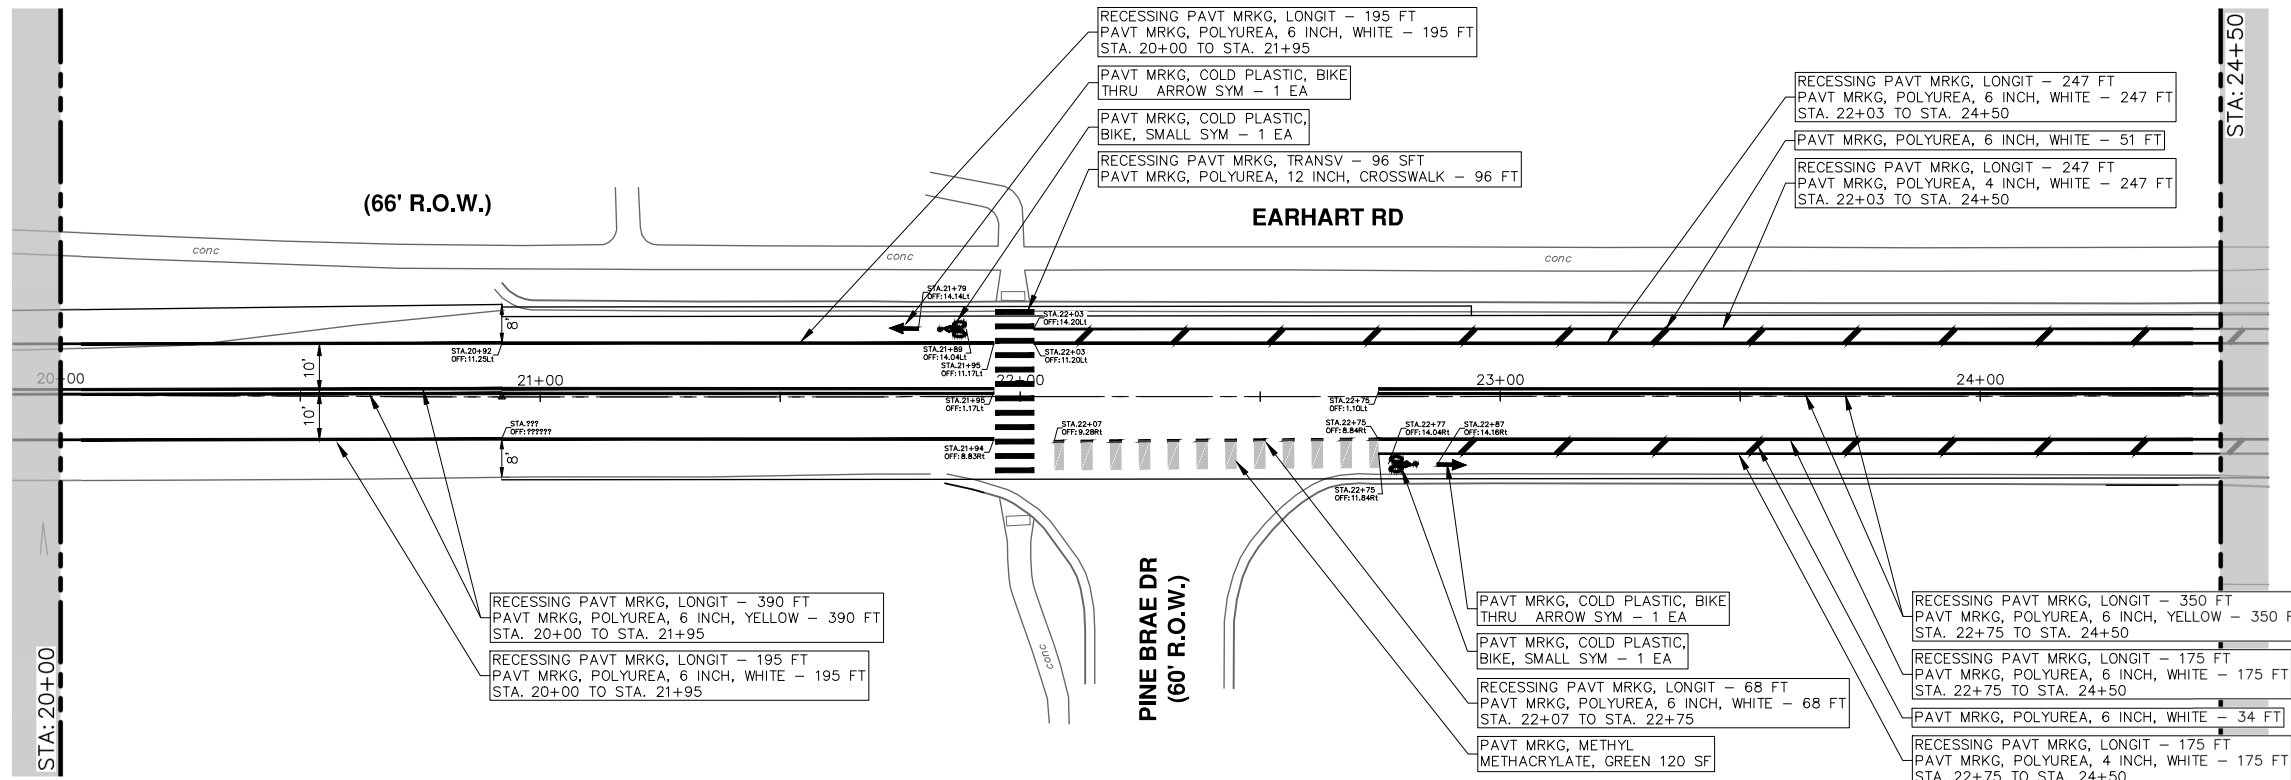 RECESSING PAVT MRKG, LONGIT – 195 FT
PAVT MRKG, POLYUREA, 6 INCH, WHITE – 195 FT
STA. 20+00 TO STA. 21+95
PAVT MRKG, COLD PLASTIC, BIKE
THRU ARROW SYM – 1 EA
PAVT MRKG, COLD PLASTIC,
BIKE, SMALL SYM – 1 EA
RECESSING PAVT MRKG, TRANSV – 96 SFT
PAVT MRKG, POLYUREA, 12 INCH, CROSSWALK – 96 FT
RECESSING PAVT MRKG, LONGIT – 247 FT
PAVT MRKG, POLYUREA, 6 INCH, WHITE – 247 FT
STA. 22+03 TO STA. 24+50
PAVT MRKG, POLYUREA, 6 INCH, WHITE – 51 FT
RECESSING PAVT MRKG, LONGIT – 247 FT
PAVT MRKG, POLYUREA, 4 INCH, WHITE – 247 FT
STA. 22+03 TO STA. 24+50
STA: 24+50
(66' R.O.W.)
EARHART RD
conc
conc
conc
STA.21+79
OFF:14.14Lt
8'
STA.22+03
OFF:14.20Lt
STA.20+92
OFF:11.25Lt
STA.21+89
OFF:14.04Lt
STA.22+03
OFF:11.20Lt
STA.21+95
OFF:11.17Lt
10'
20+00
21+00
22+00
23+00
24+00
10'
STA.21+95
OFF:1.17Lt
STA.22+75
OFF:1.10Lt
STA.???
OFF:??????
STA.22+07
OFF:9.28Rt
STA.22+75
OFF:8.84Rt
STA.22+77
OFF:14.04Rt
STA.22+87
OFF:14.16Rt
STA.21+94
OFF:8.83Rt
8'
STA.22+75
OFF:11.84Rt
RECESSING PAVT MRKG, LONGIT – 390 FT
PAVT MRKG, POLYUREA, 6 INCH, YELLOW – 390 FT
STA. 20+00 TO STA. 21+95
RECESSING PAVT MRKG, LONGIT – 195 FT
PAVT MRKG, POLYUREA, 6 INCH, WHITE – 195 FT
STA. 20+00 TO STA. 21+95
STA: 20+00
conc
PINE BRAE DR
(60' R.O.W.)
PAVT MRKG, COLD PLASTIC, BIKE
THRU ARROW SYM – 1 EA
PAVT MRKG, COLD PLASTIC,
BIKE, SMALL SYM – 1 EA
RECESSING PAVT MRKG, LONGIT – 68 FT
PAVT MRKG, POLYUREA, 6 INCH, WHITE – 68 FT
STA. 22+07 TO STA. 22+75
PAVT MRKG, METHYL
METHACRYLATE, GREEN 120 SF
RECESSING PAVT MRKG, LONGIT – 350 FT
PAVT MRKG, POLYUREA, 6 INCH, YELLOW – 350 F
STA. 22+75 TO STA. 24+50
RECESSING PAVT MRKG, LONGIT – 175 FT
PAVT MRKG, POLYUREA, 6 INCH, WHITE – 175 FT
STA. 22+75 TO STA. 24+50
PAVT MRKG, POLYUREA, 6 INCH, WHITE – 34 FT
RECESSING PAVT MRKG, LONGIT – 175 FT
PAVT MRKG, POLYUREA, 4 INCH, WHITE – 175 FT
STA. 22+75 TO STA. 24+50